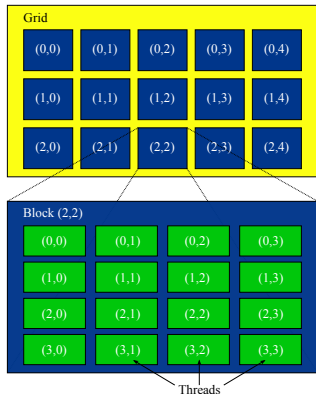 Grid
(0,0) (0,1) (0,2) (0,3) (0,4)
(1,0) (1,1) (1,2) (1,3) (1,4)
(2,0) (2,1) (2,2) (2,3) (2,4)
Block (2,2)
(0,0) (0,1) (0,2) (0,3)
(1,0) (1,1) (1,2) (1,3)
(2,0) (2,1) (2,2) (2,3)
(3,0) (3,1) (3,2) (3,3)
Threads